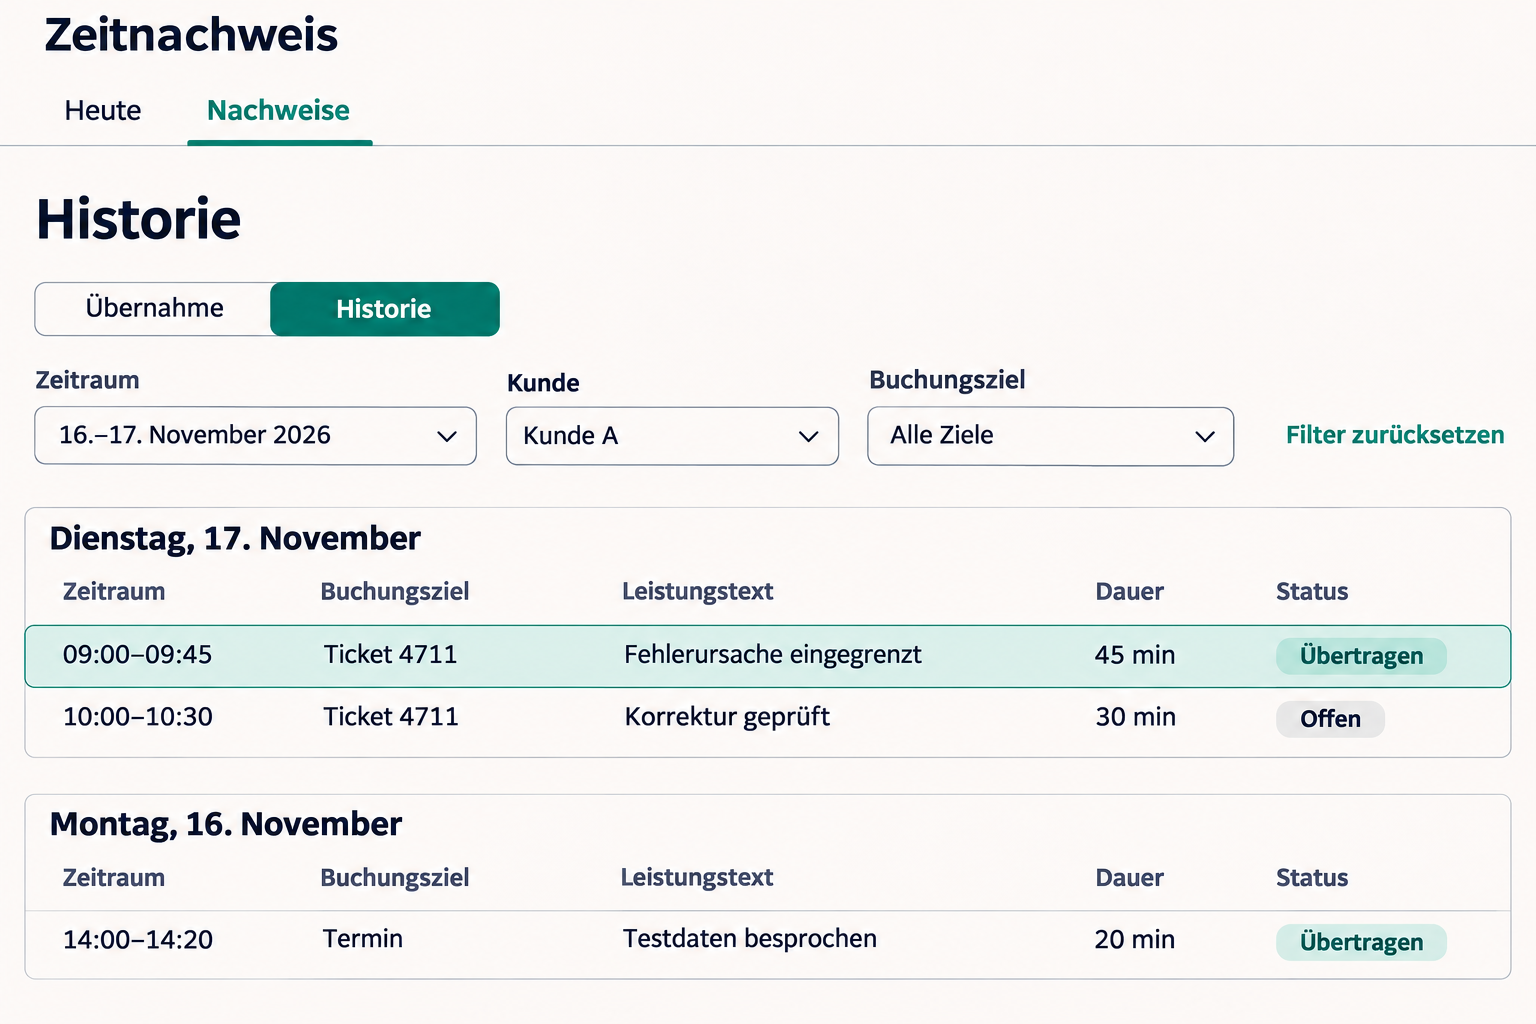 Zeitnachweis
Heute Nachweise
Historie
Übernahme Historie
Zeitraum Kunde Buchungsziel
16.–17. November 2026 Kunde A Alle Ziele Filter zurücksetzen
Dienstag, 17. November
Zeitraum Buchungsziel Leistungstext Dauer Status
09:00–09:45 Ticket 4711 Fehlerursache eingegrenzt 45 min Übertragen
10:00–10:30 Ticket 4711 Korrektur geprüft 30 min Offen
Montag, 16. November
Zeitraum Buchungsziel Leistungstext Dauer Status
14:00–14:20 Termin Testdaten besprochen 20 min Übertragen